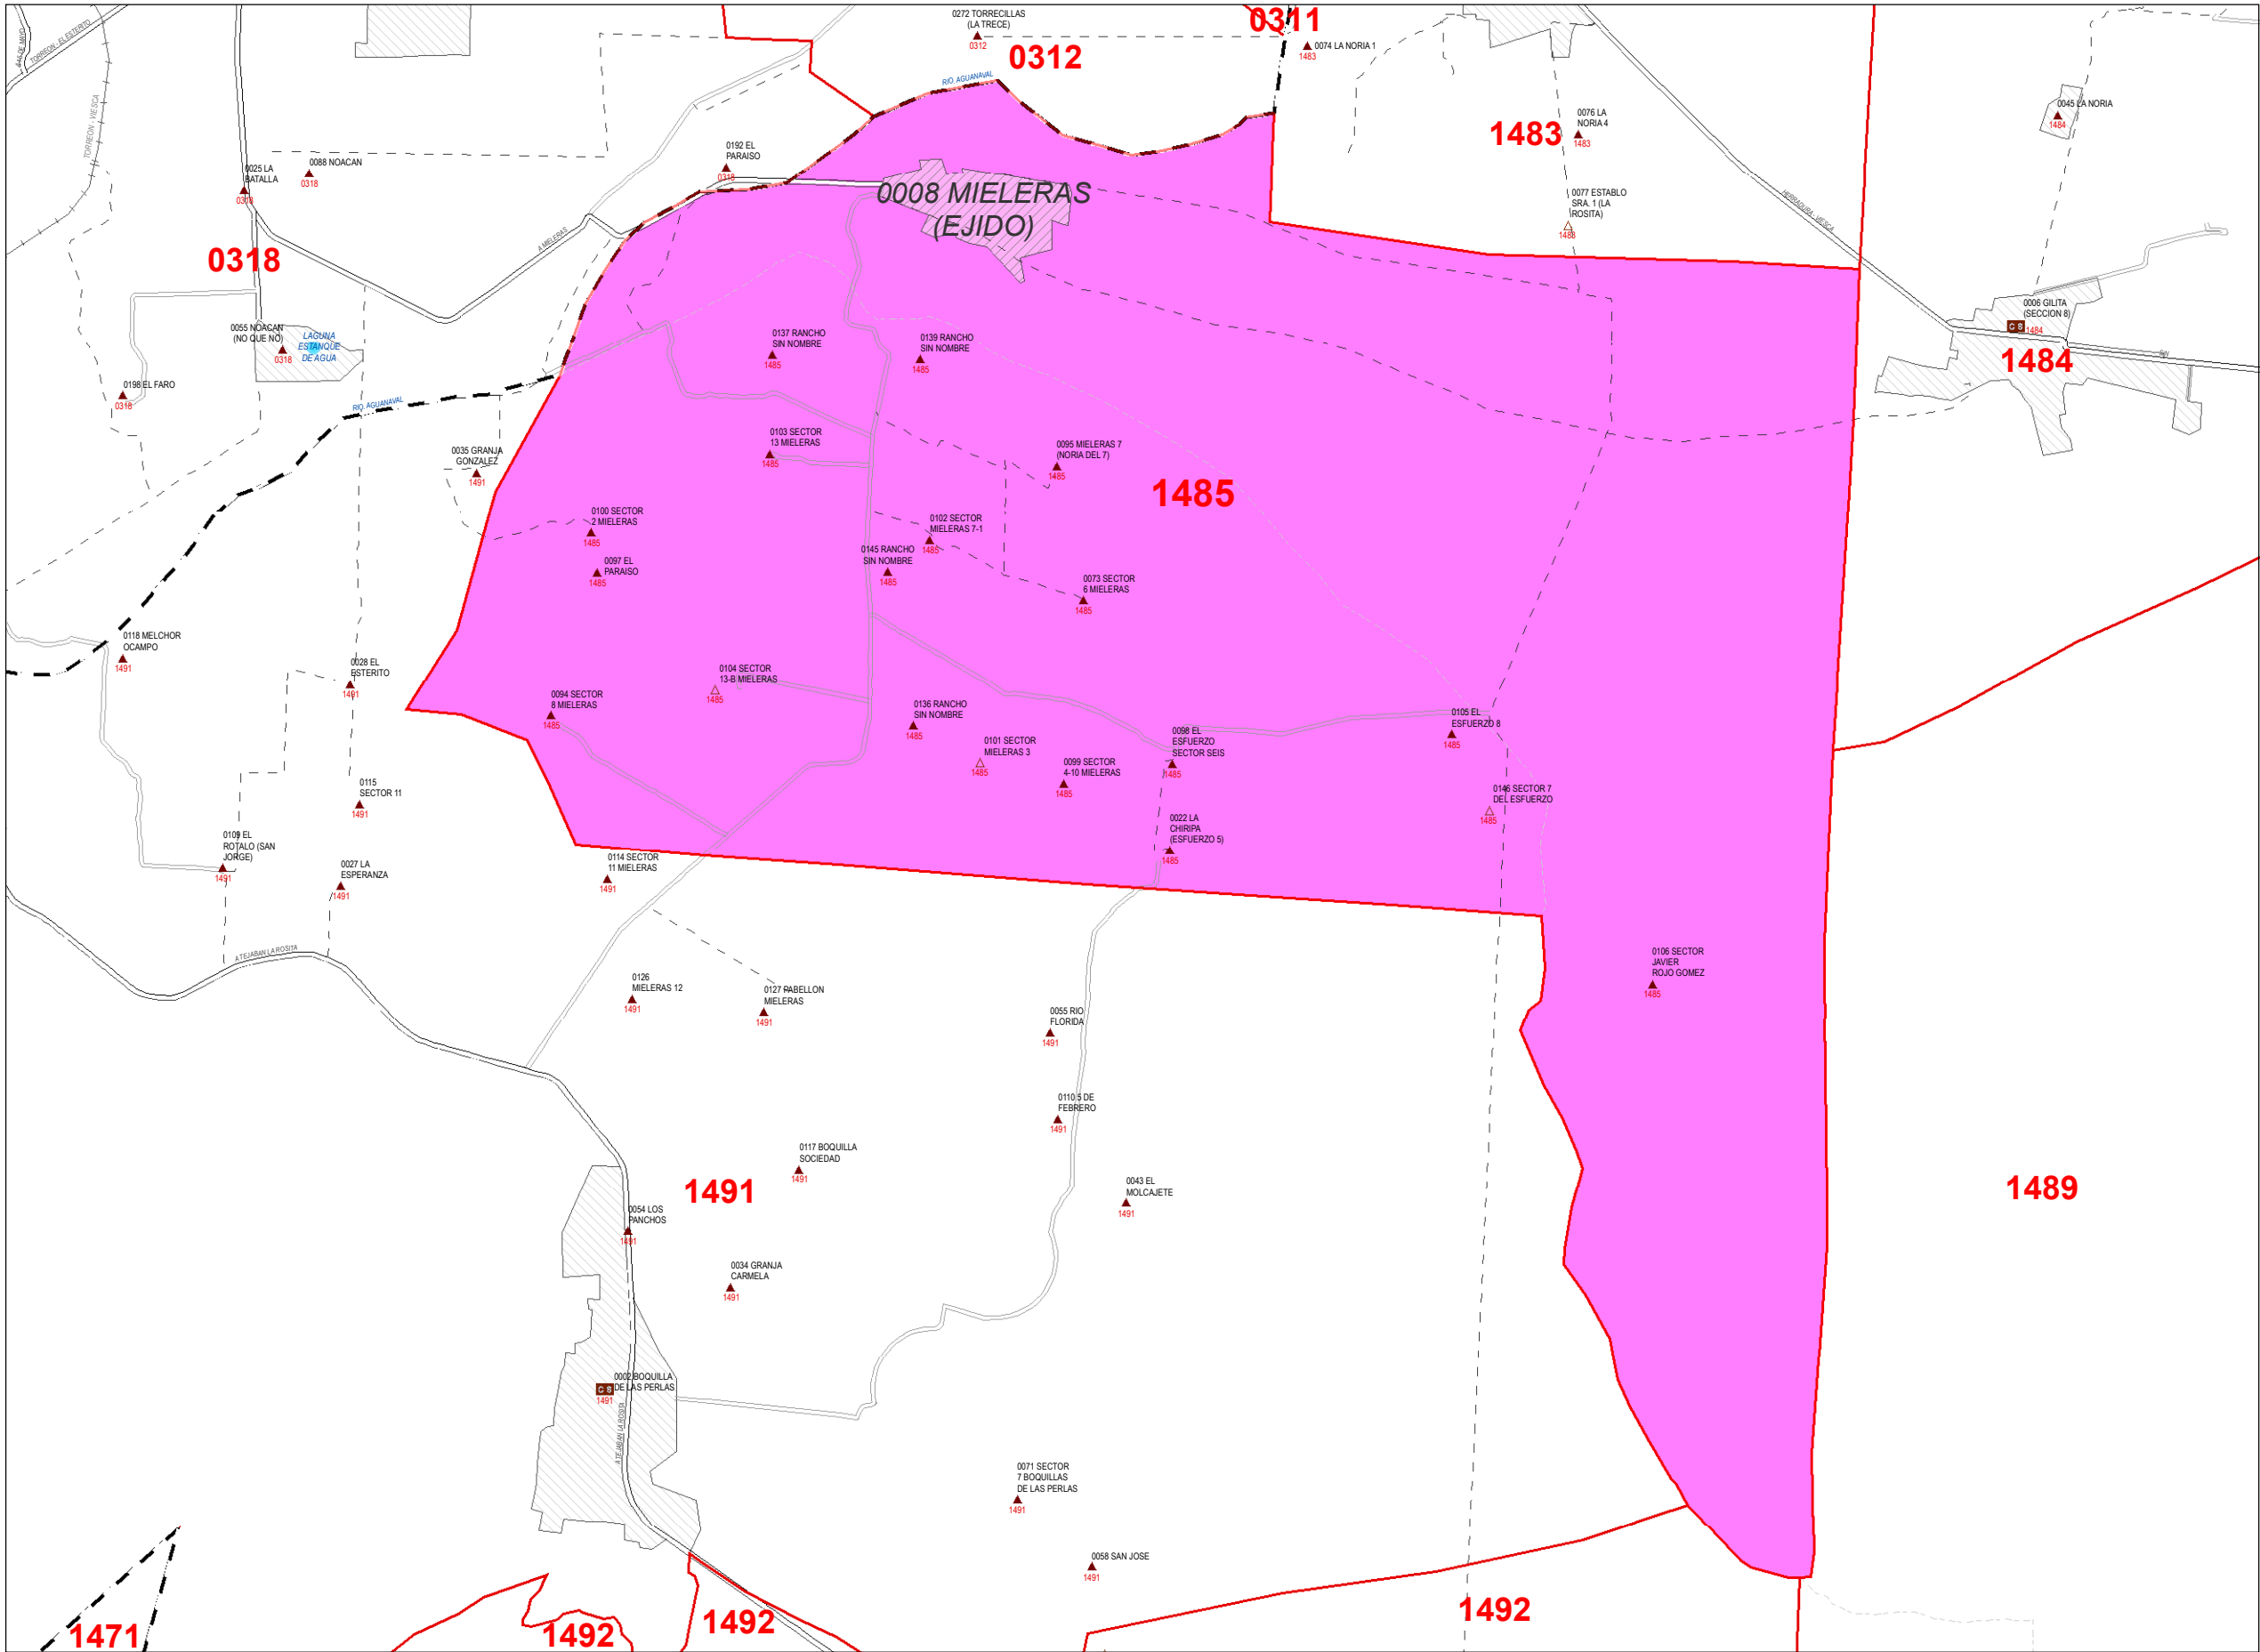 0272 TORRECILLAS
(LA TRECE)
0312
0312
0311
0074 LA NORIA 1
1483
TORREON - EL ESTERITO
TORREON - VIESCA
RIO. AGUANAVAL
0076 LA
NORIA 4
1483
1483
0045 LA NORIA
1484
0192 EL
PARAISO
0318
0025 LA
BATALLA
0318
0088 NOACAN
0318
0008 MIELERAS
(EJIDO)
0077 ESTABLO
SRA. 1 (LA
ROSITA)
1483
HERRADURA - VIESCA
A MIELERAS
0318
0006 GILITA
(SECCION 8)
C S
1484
1484
S/N
0055 NOACAN
(NO QUE NO)
0318
LAGUNA
ESTANQUE
DE AGUA
0137 RANCHO
SIN NOMBRE
1485
0139 RANCHO
SIN NOMBRE
1485
0198 EL FARO
0318
RIO. AGUANAVAL
0103 SECTOR
13 MIELERAS
1485
0095 MIELERAS 7
(NORIA DEL 7)
1485
0035 GRANJA
GONZALEZ
1491
1485
0100 SECTOR
2 MIELERAS
1485
0102 SECTOR
MIELERAS 7-1
1485
0097 EL
PARAISO
1485
0145 RANCHO
SIN NOMBRE
1485
0073 SECTOR
6 MIELERAS
1485
0118 MELCHOR
OCAMPO
1491
0028 EL
ESTERITO
1491
0104 SECTOR
13-B MIELERAS
1485
0094 SECTOR
8 MIELERAS
1485
0136 RANCHO
SIN NOMBRE
1485
0101 SECTOR
MIELERAS 3
1485
0099 SECTOR
4-10 MIELERAS
1485
0098 EL
ESFUERZO
SECTOR SEIS
1485
0105 EL
ESFUERZO 8
1485
0146 SECTOR 7
DEL ESFUERZO
1485
0115
SECTOR 11
1491
0022 LA
CHIRIPA
(ESFUERZO 5)
1485
0109 EL
ROTALO (SAN
JORGE)
1491
0027 LA
ESPERANZA
1491
0114 SECTOR
11 MIELERAS
1491
A TEJABAN LA ROSITA
0106 SECTOR
JAVIER
ROJO GOMEZ
1485
0126
MIELERAS 12
1491
0127 PABELLON
MIELERAS
1491
0055 RIO
FLORIDA
1491
0110 5 DE
FEBRERO
1491
0117 BOQUILLA
SOCIEDAD
1491
1491
0043 EL
MOLCAJETE
1491
1489
0054 LOS
PANCHOS
1491
0034 GRANJA
CARMELA
1491
0002 BOQUILLA
DE LAS PERLAS
C S
1491
A TEJABAN LA ROSITA
0071 SECTOR
7 BOQUILLAS
DE LAS PERLAS
1491
0058 SAN JOSE
1491
1471
1492
1492
1492